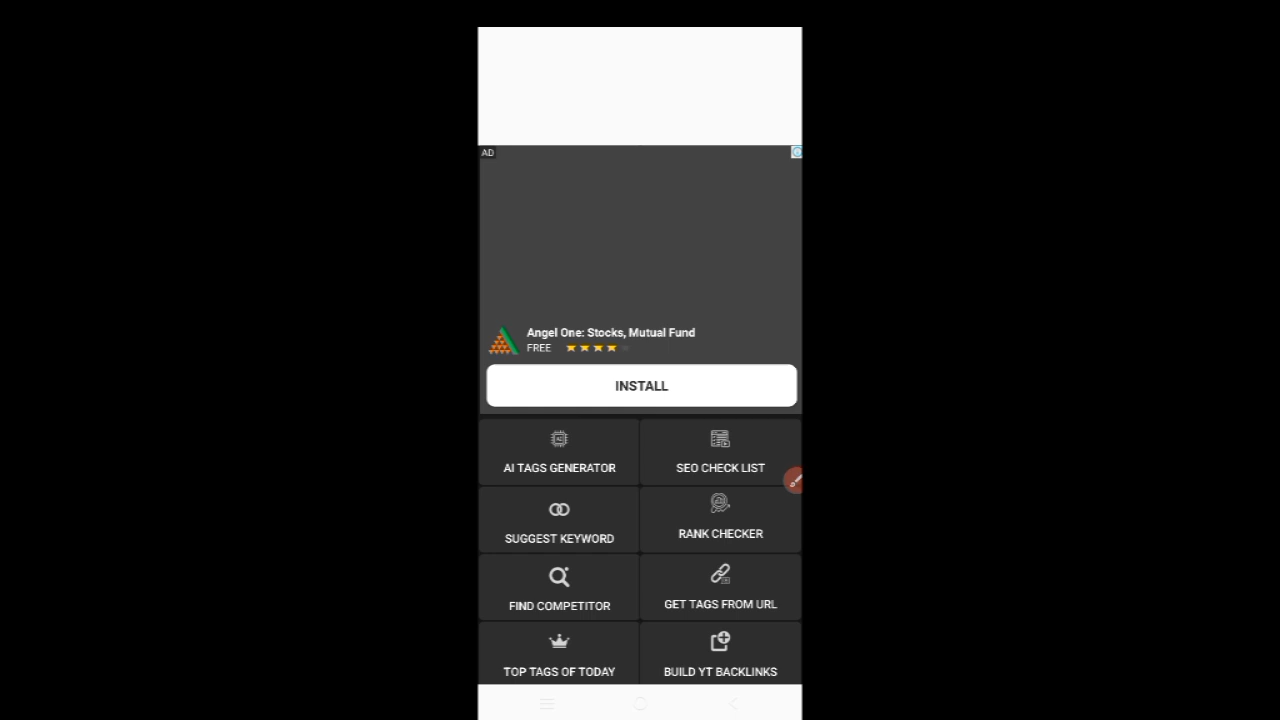 AD
Angel One: Stocks, Mutual Fund
FREE
INSTALL
AI TAGS GENERATOR
SEO CHECK LIST
SUGGEST KEYWORD
RANK CHECKER
FIND COMPETITOR
GET TAGS FROM URL
TOP TAGS OF TODAY
BUILD YT BACKLINKS